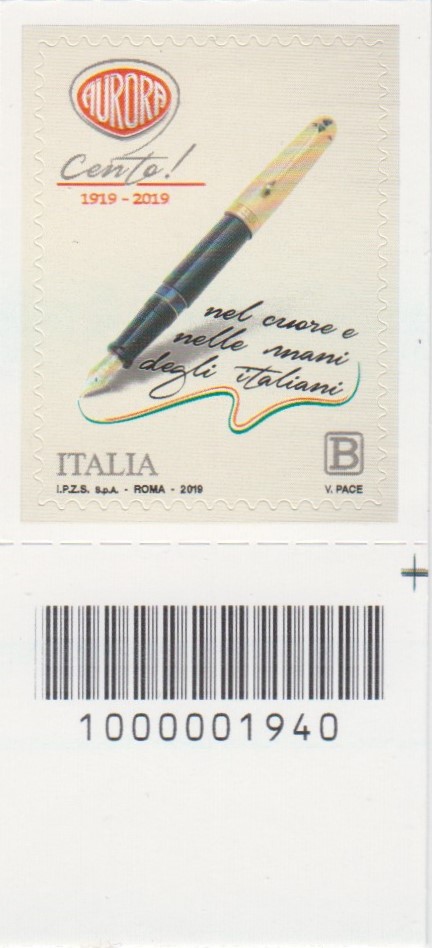 AURORA
Cento!
1919 - 2019
nel cuore e
nelle mani
degli italiani
ITALIA
B
I.P.Z.S. S.p.A. - ROMA - 2019
V. PACE
1000001940